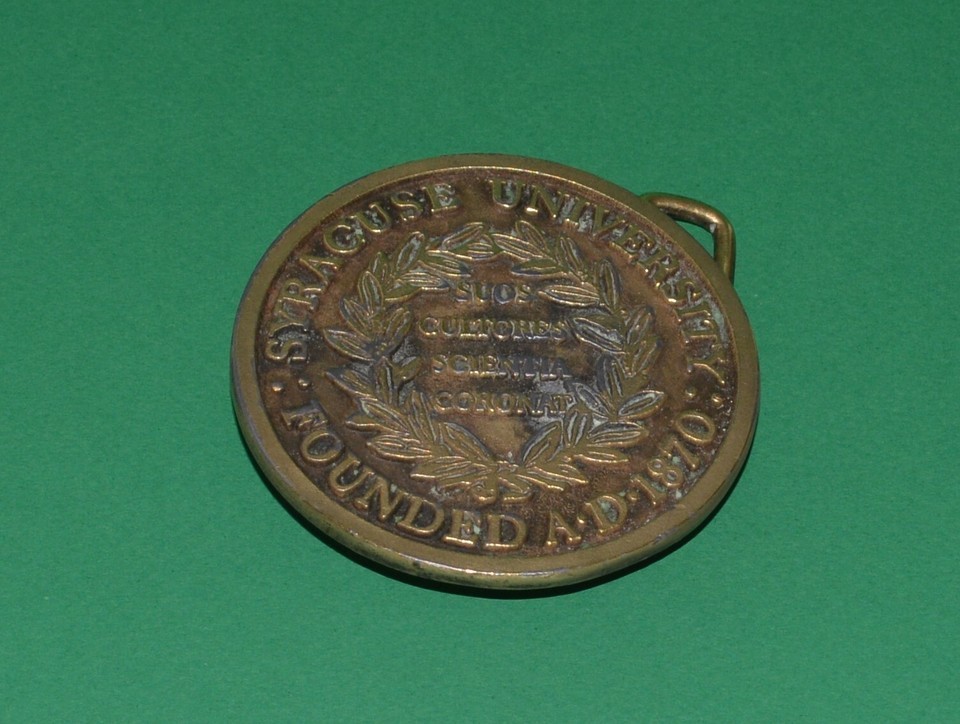 SYRACUSE UNIVERSITY
SUOS
CULTORES
SCIENTIA
CORONAT
FOUNDED A·D·1870